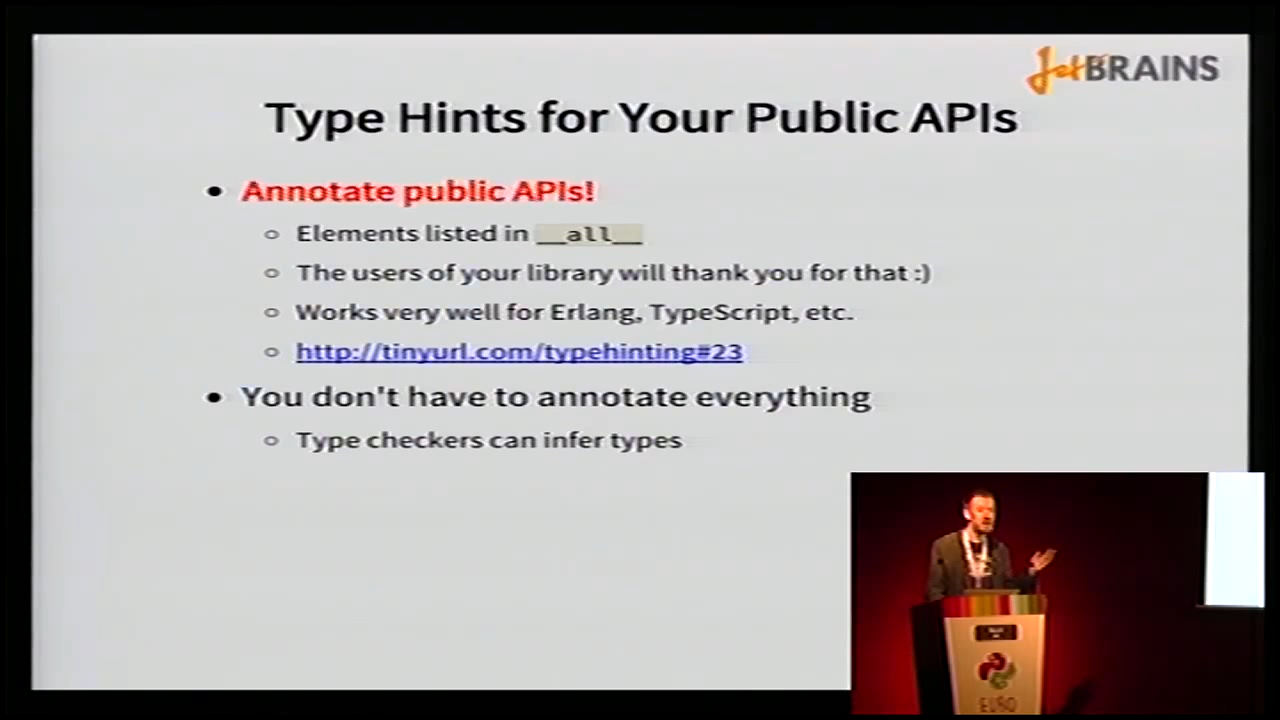 JetBRAINS
Type Hints for Your Public APIs
Annotate public APIs!
Elements listed in __all__
The users of your library will thank you for that :)
Works very well for Erlang, TypeScript, etc.
http://tinyurl.com/typehinting#23
You don't have to annotate everything
Type checkers can infer types
EURO